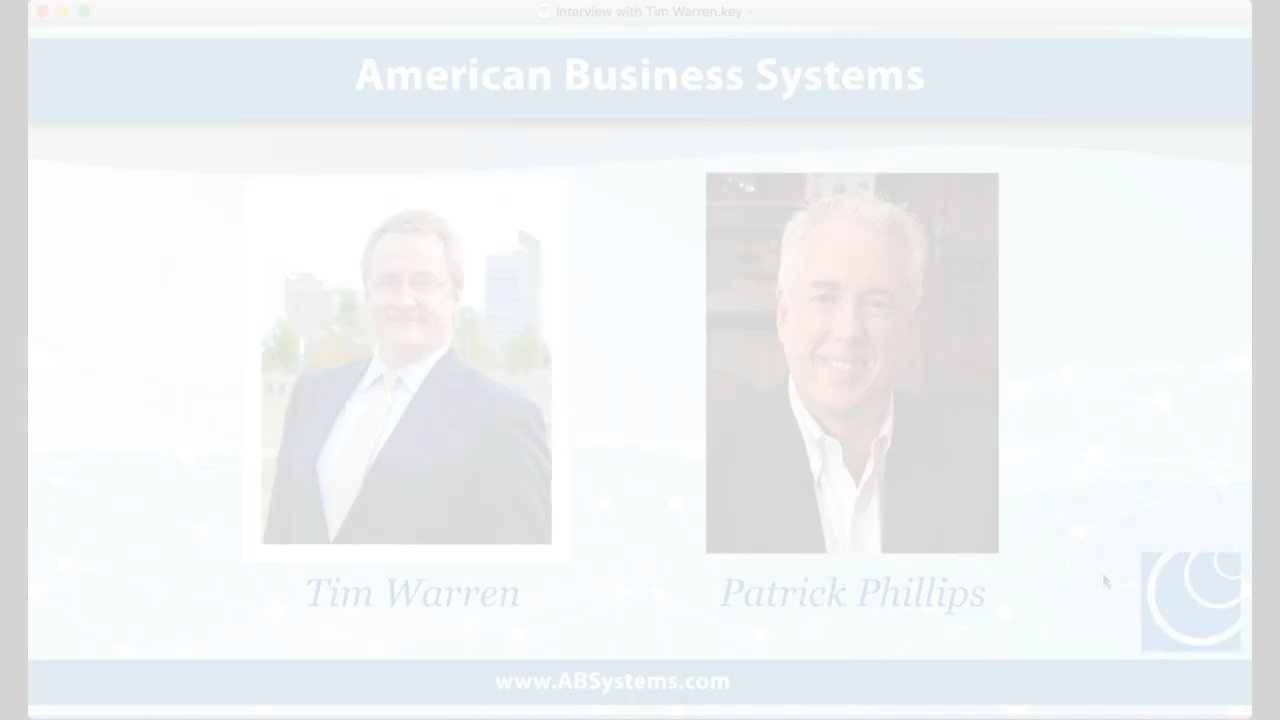 Interview with Tim Warren.key
American Business Systems
Tim Warren
Patrick Phillips
www.ABSystems.com